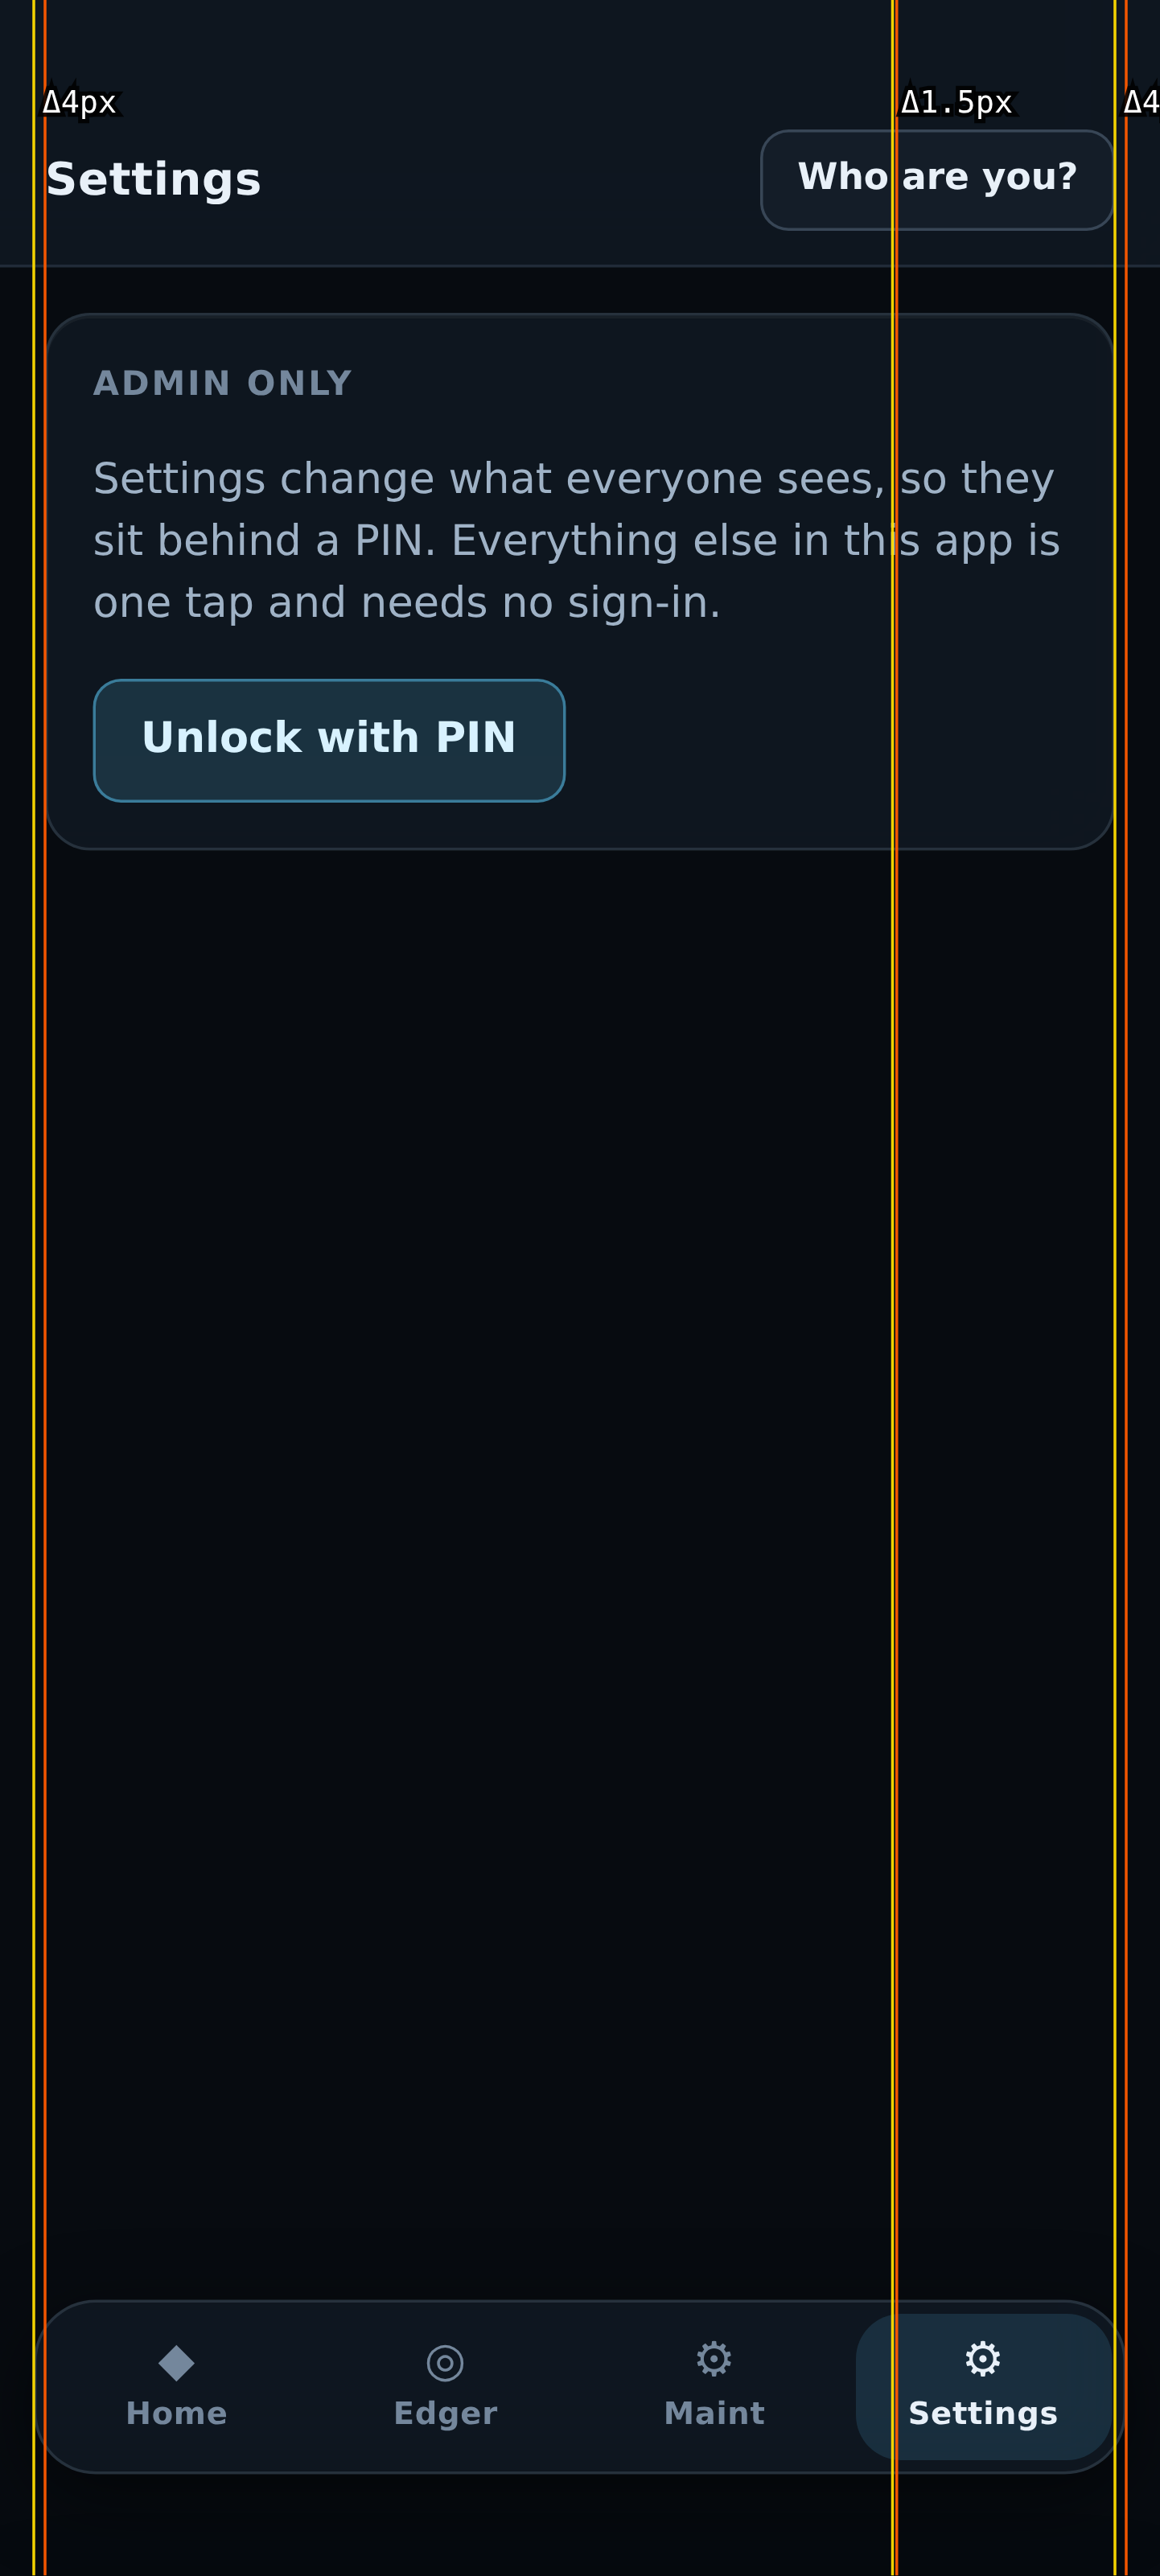 Δ4px
Δ1.5px
Δ4
Settings
Who are you?
ADMIN ONLY
Settings change what everyone sees, so they
sit behind a PIN. Everything else in this app is
one tap and needs no sign-in.
Unlock with PIN
Home
Edger
Maint
Settings